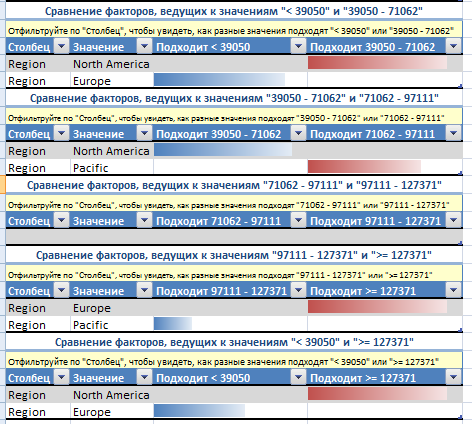 Сравнение факторов, ведущих к значениям "< 39050" и "39050 - 71062"
Отфильтруйте по "Столбец", чтобы увидеть, как разные значения подходят "< 39050" или "39050 - 71062"
Столбец Значение Подходит < 39050 Подходит 39050 - 71062
Region North America
Region Europe
Сравнение факторов, ведущих к значениям "39050 - 71062" и "71062 - 97111"
Отфильтруйте по "Столбец", чтобы увидеть, как разные значения подходят "39050 - 71062" или "71062 - 97111"
Столбец Значение Подходит 39050 - 71062 Подходит 71062 - 97111
Region North America
Region Pacific
Сравнение факторов, ведущих к значениям "71062 - 97111" и "97111 - 127371"
Отфильтруйте по "Столбец", чтобы увидеть, как разные значения подходят "71062 - 97111" или "97111 - 127371"
Столбец Значение Подходит 71062 - 97111 Подходит 97111 - 127371
Сравнение факторов, ведущих к значениям "97111 - 127371" и ">= 127371"
Отфильтруйте по "Столбец", чтобы увидеть, как разные значения подходят "97111 - 127371" или ">= 127371"
Столбец Значение Подходит 97111 - 127371 Подходит >= 127371
Region Europe
Region Pacific
Сравнение факторов, ведущих к значениям "< 39050" и ">= 127371"
Отфильтруйте по "Столбец", чтобы увидеть, как разные значения подходят "< 39050" или ">= 127371"
Столбец Значение Подходит < 39050 Подходит >= 127371
Region North America
Region Europe